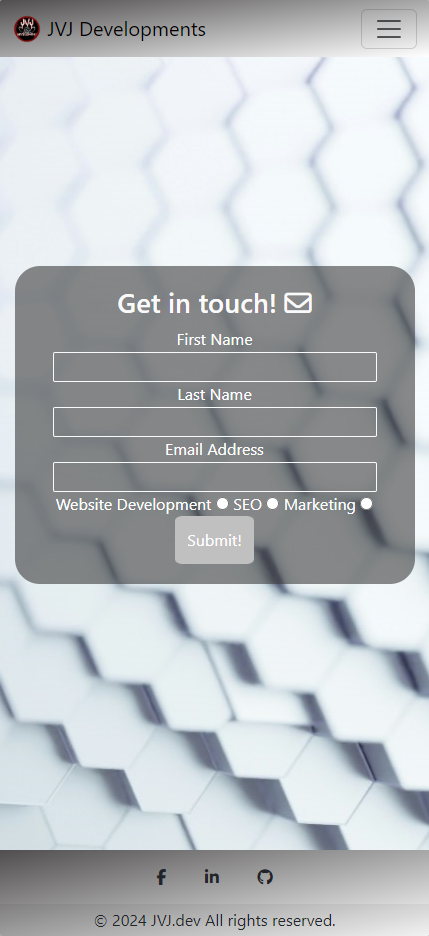 JVJ Developments
Get in touch!
First Name
Last Name
Email Address
Website Development SEO Marketing
Submit!
© 2024 JVJ.dev All rights reserved.